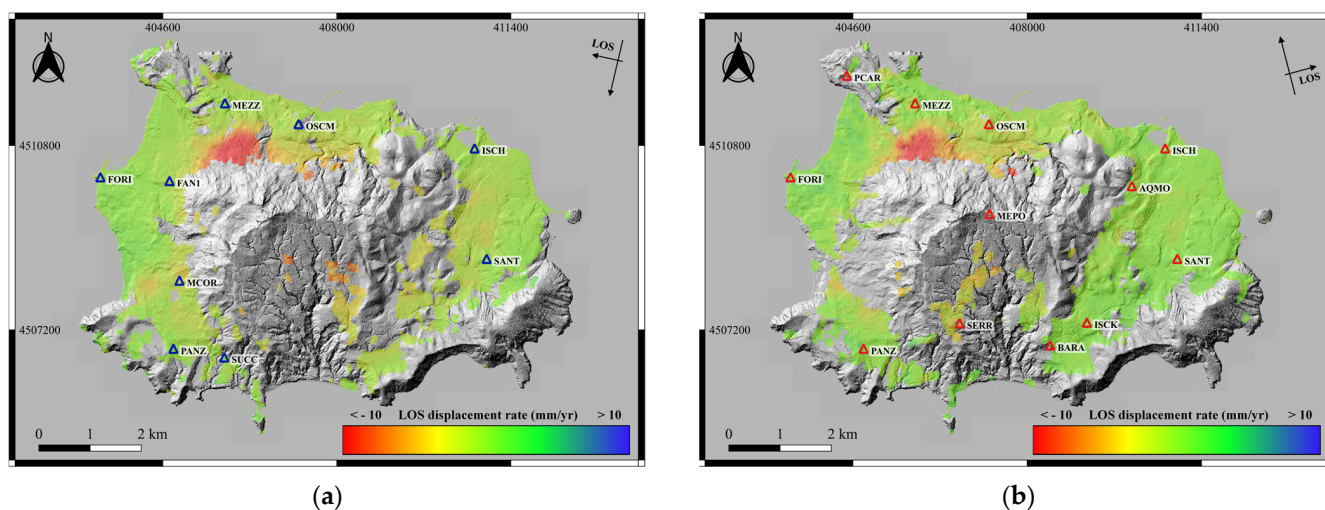 404600 408000 411400
N
LOS
MEZZ
OSCM
4510800
ISCH
FORI
FAN1
SANT
MCOR
4507200
PANZ
SUCC
< - 10 LOS displacement rate (mm/yr) > 10
0 1 2 km
(a)
404600 408000 411400
N
LOS
PCAR
MEZZ
OSCM
4510800
ISCH
FORI
AQMO
MEPO
SANT
4507200
SERR
ISCK
PANZ
BARA
< - 10 LOS displacement rate (mm/yr) > 10
0 1 2 km
(b)